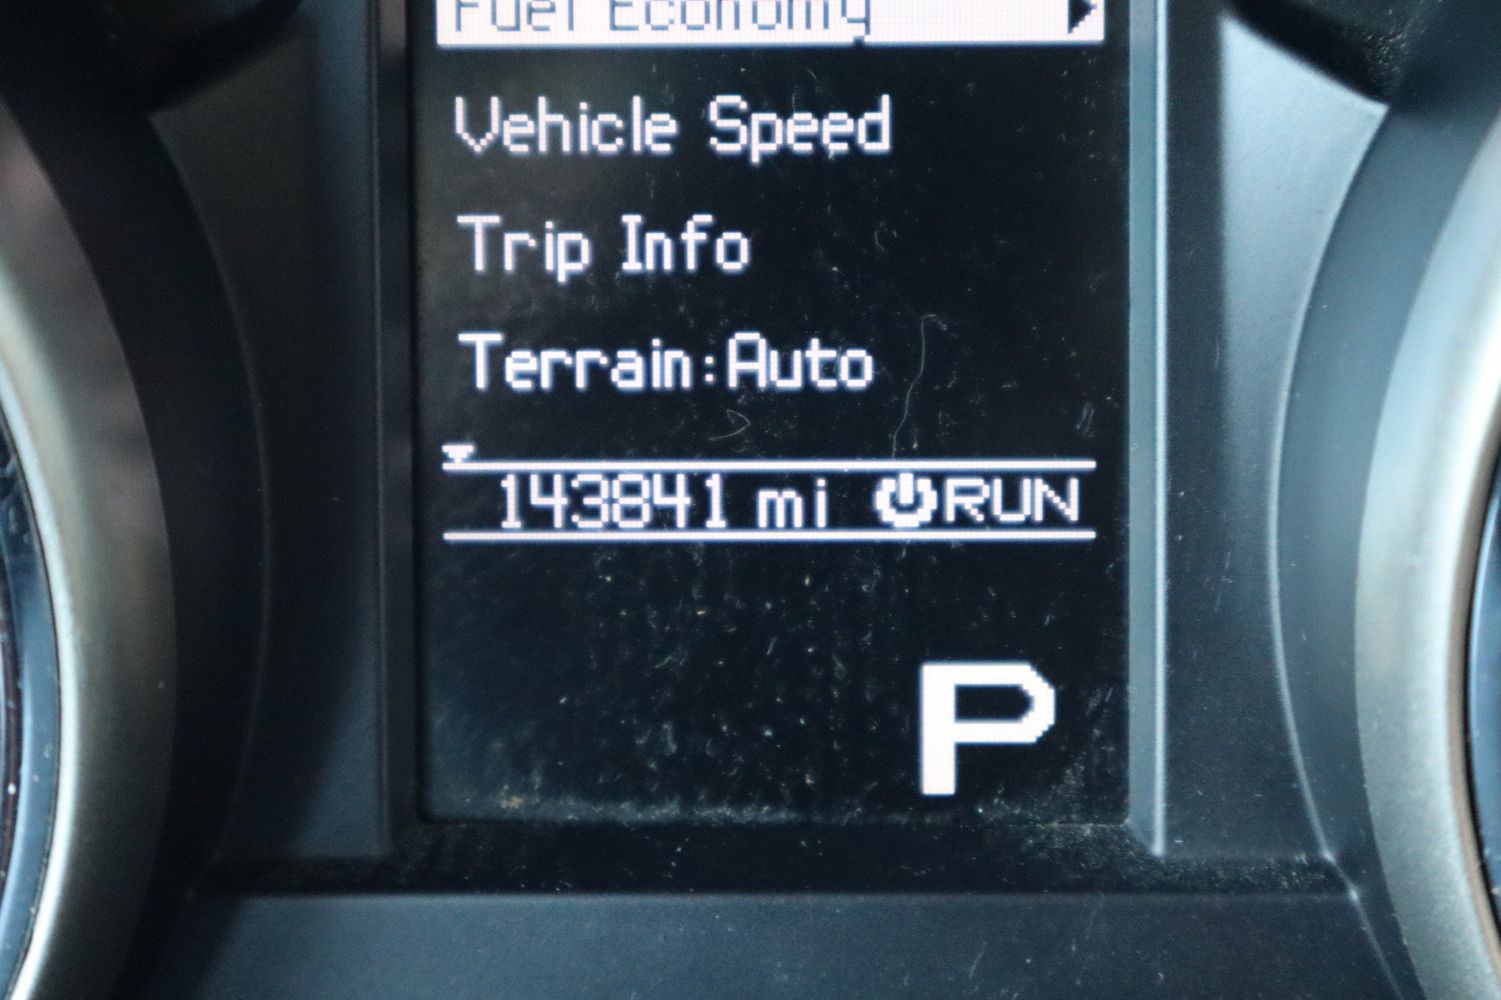 Fuel Economy
Vehicle Speed
Trip Info
Terrain:Auto
143841 mi RUN
P